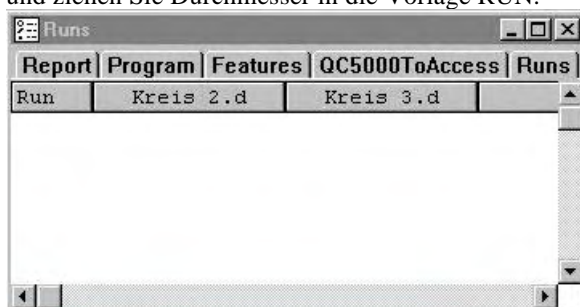 und ziehen Sie Durchmesser in die Vorlage RUN.
Runs
Report Program Features QC5000ToAccess Runs
Run Kreis 2.d Kreis 3.d